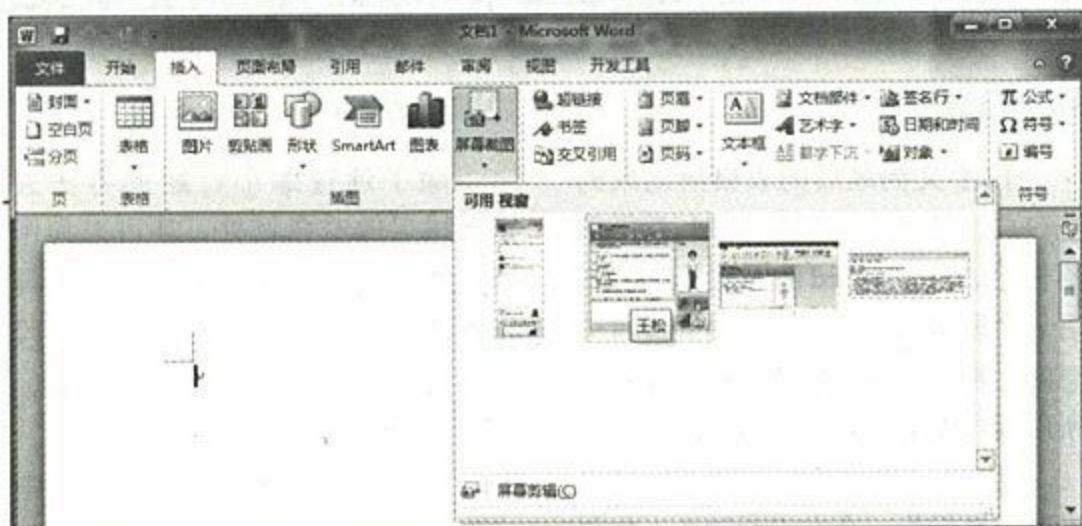 文档1 - Microsoft Word
文件 开始 插入 页面布局 引用 邮件 审阅 视图 开发工具
封面 表格 图片 剪贴画 形状 SmartArt 图表 屏幕截图 超链接 页眉 文本框 文档部件 签名行 公式
空白页 书签 页脚 艺术字 日期和时间 符号
分页 交叉引用 页码 首字下沉 对象 编号
页 表格 插图 符号
可用 视窗
王松
屏幕剪辑(C)